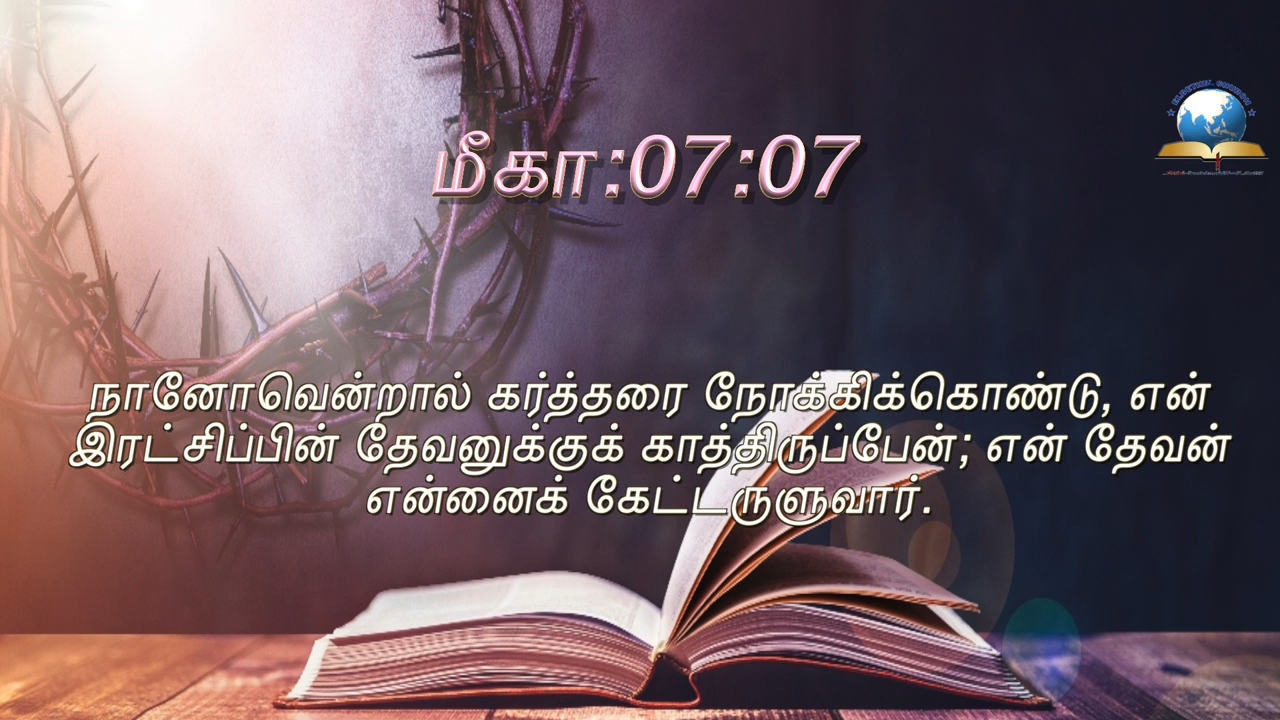 மீகா:07:07
நானோவென்றால் கர்த்தரை நோக்கிக்கொண்டு, என்
இரட்சிப்பின் தேவனுக்குக் காத்திருப்பேன்; என் தேவன்
என்னைக் கேட்டருளுவார்.